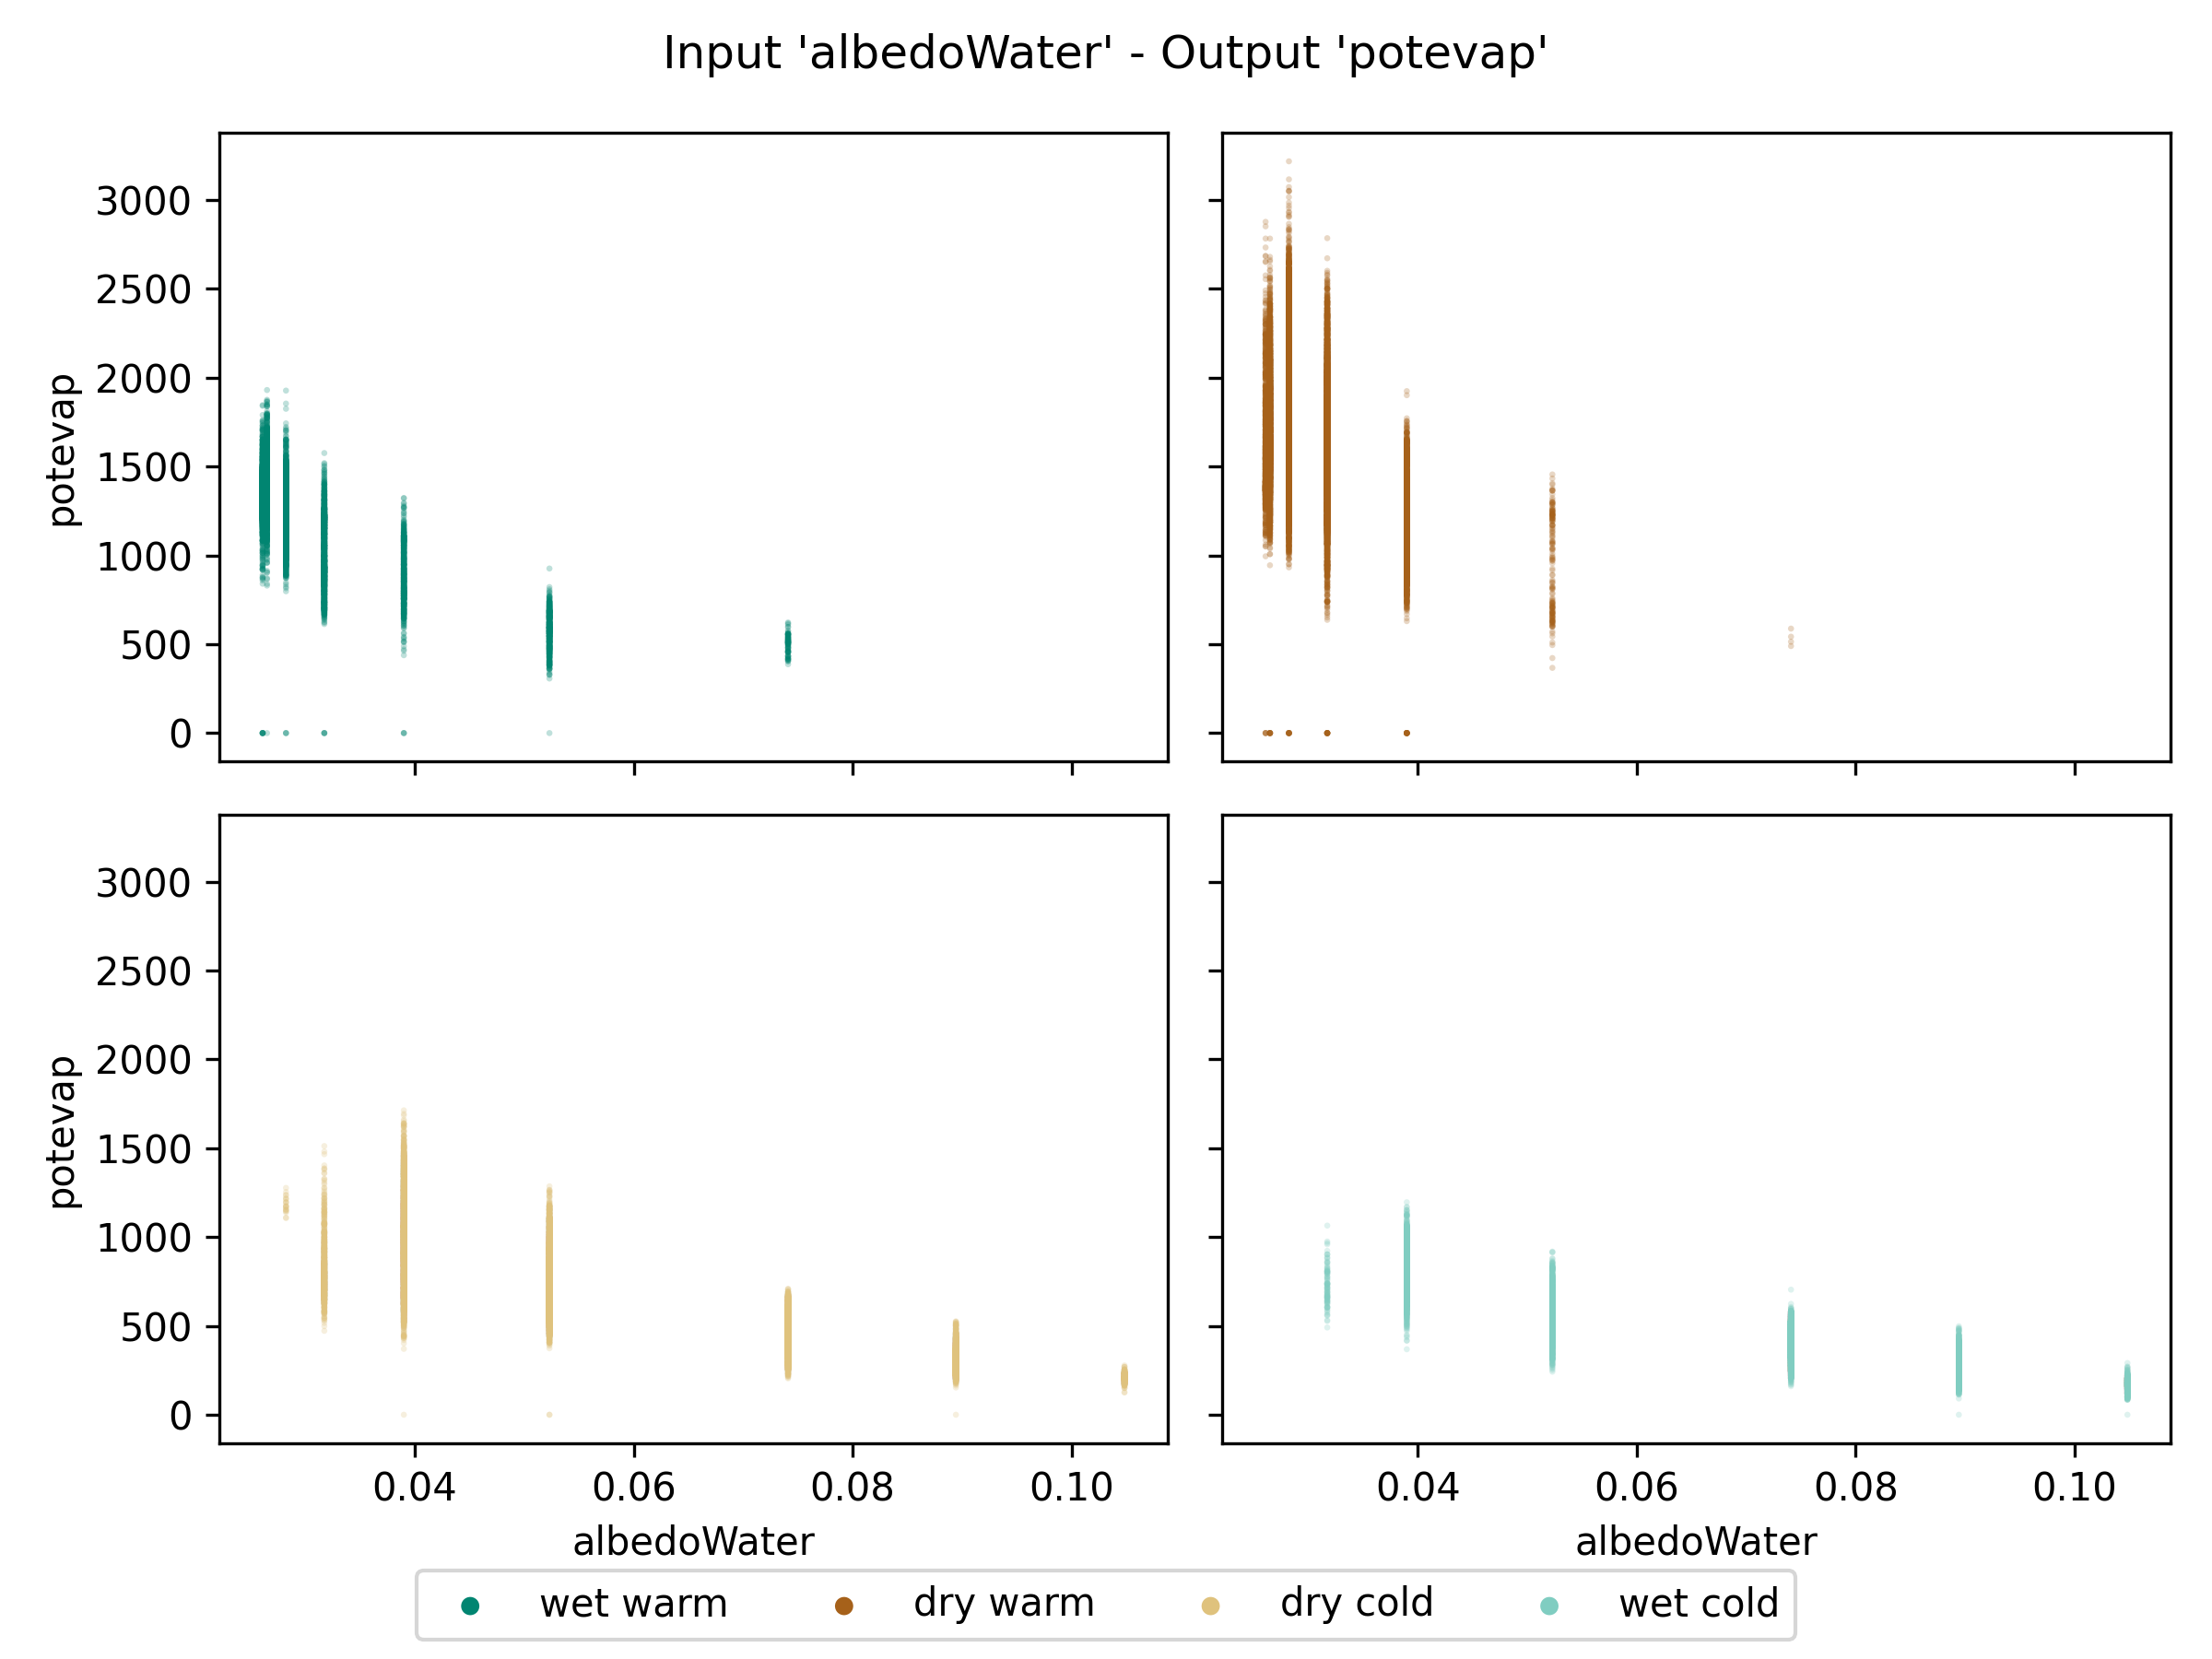 Input 'albedoWater' - Output 'potevap'
3000
2500
2000
1500
1000
500
0
potevap
3000
2500
2000
1500
1000
500
0
potevap
0.04 0.06 0.08 0.10
albedoWater
0.04 0.06 0.08 0.10
albedoWater
wet warm dry warm dry cold wet cold